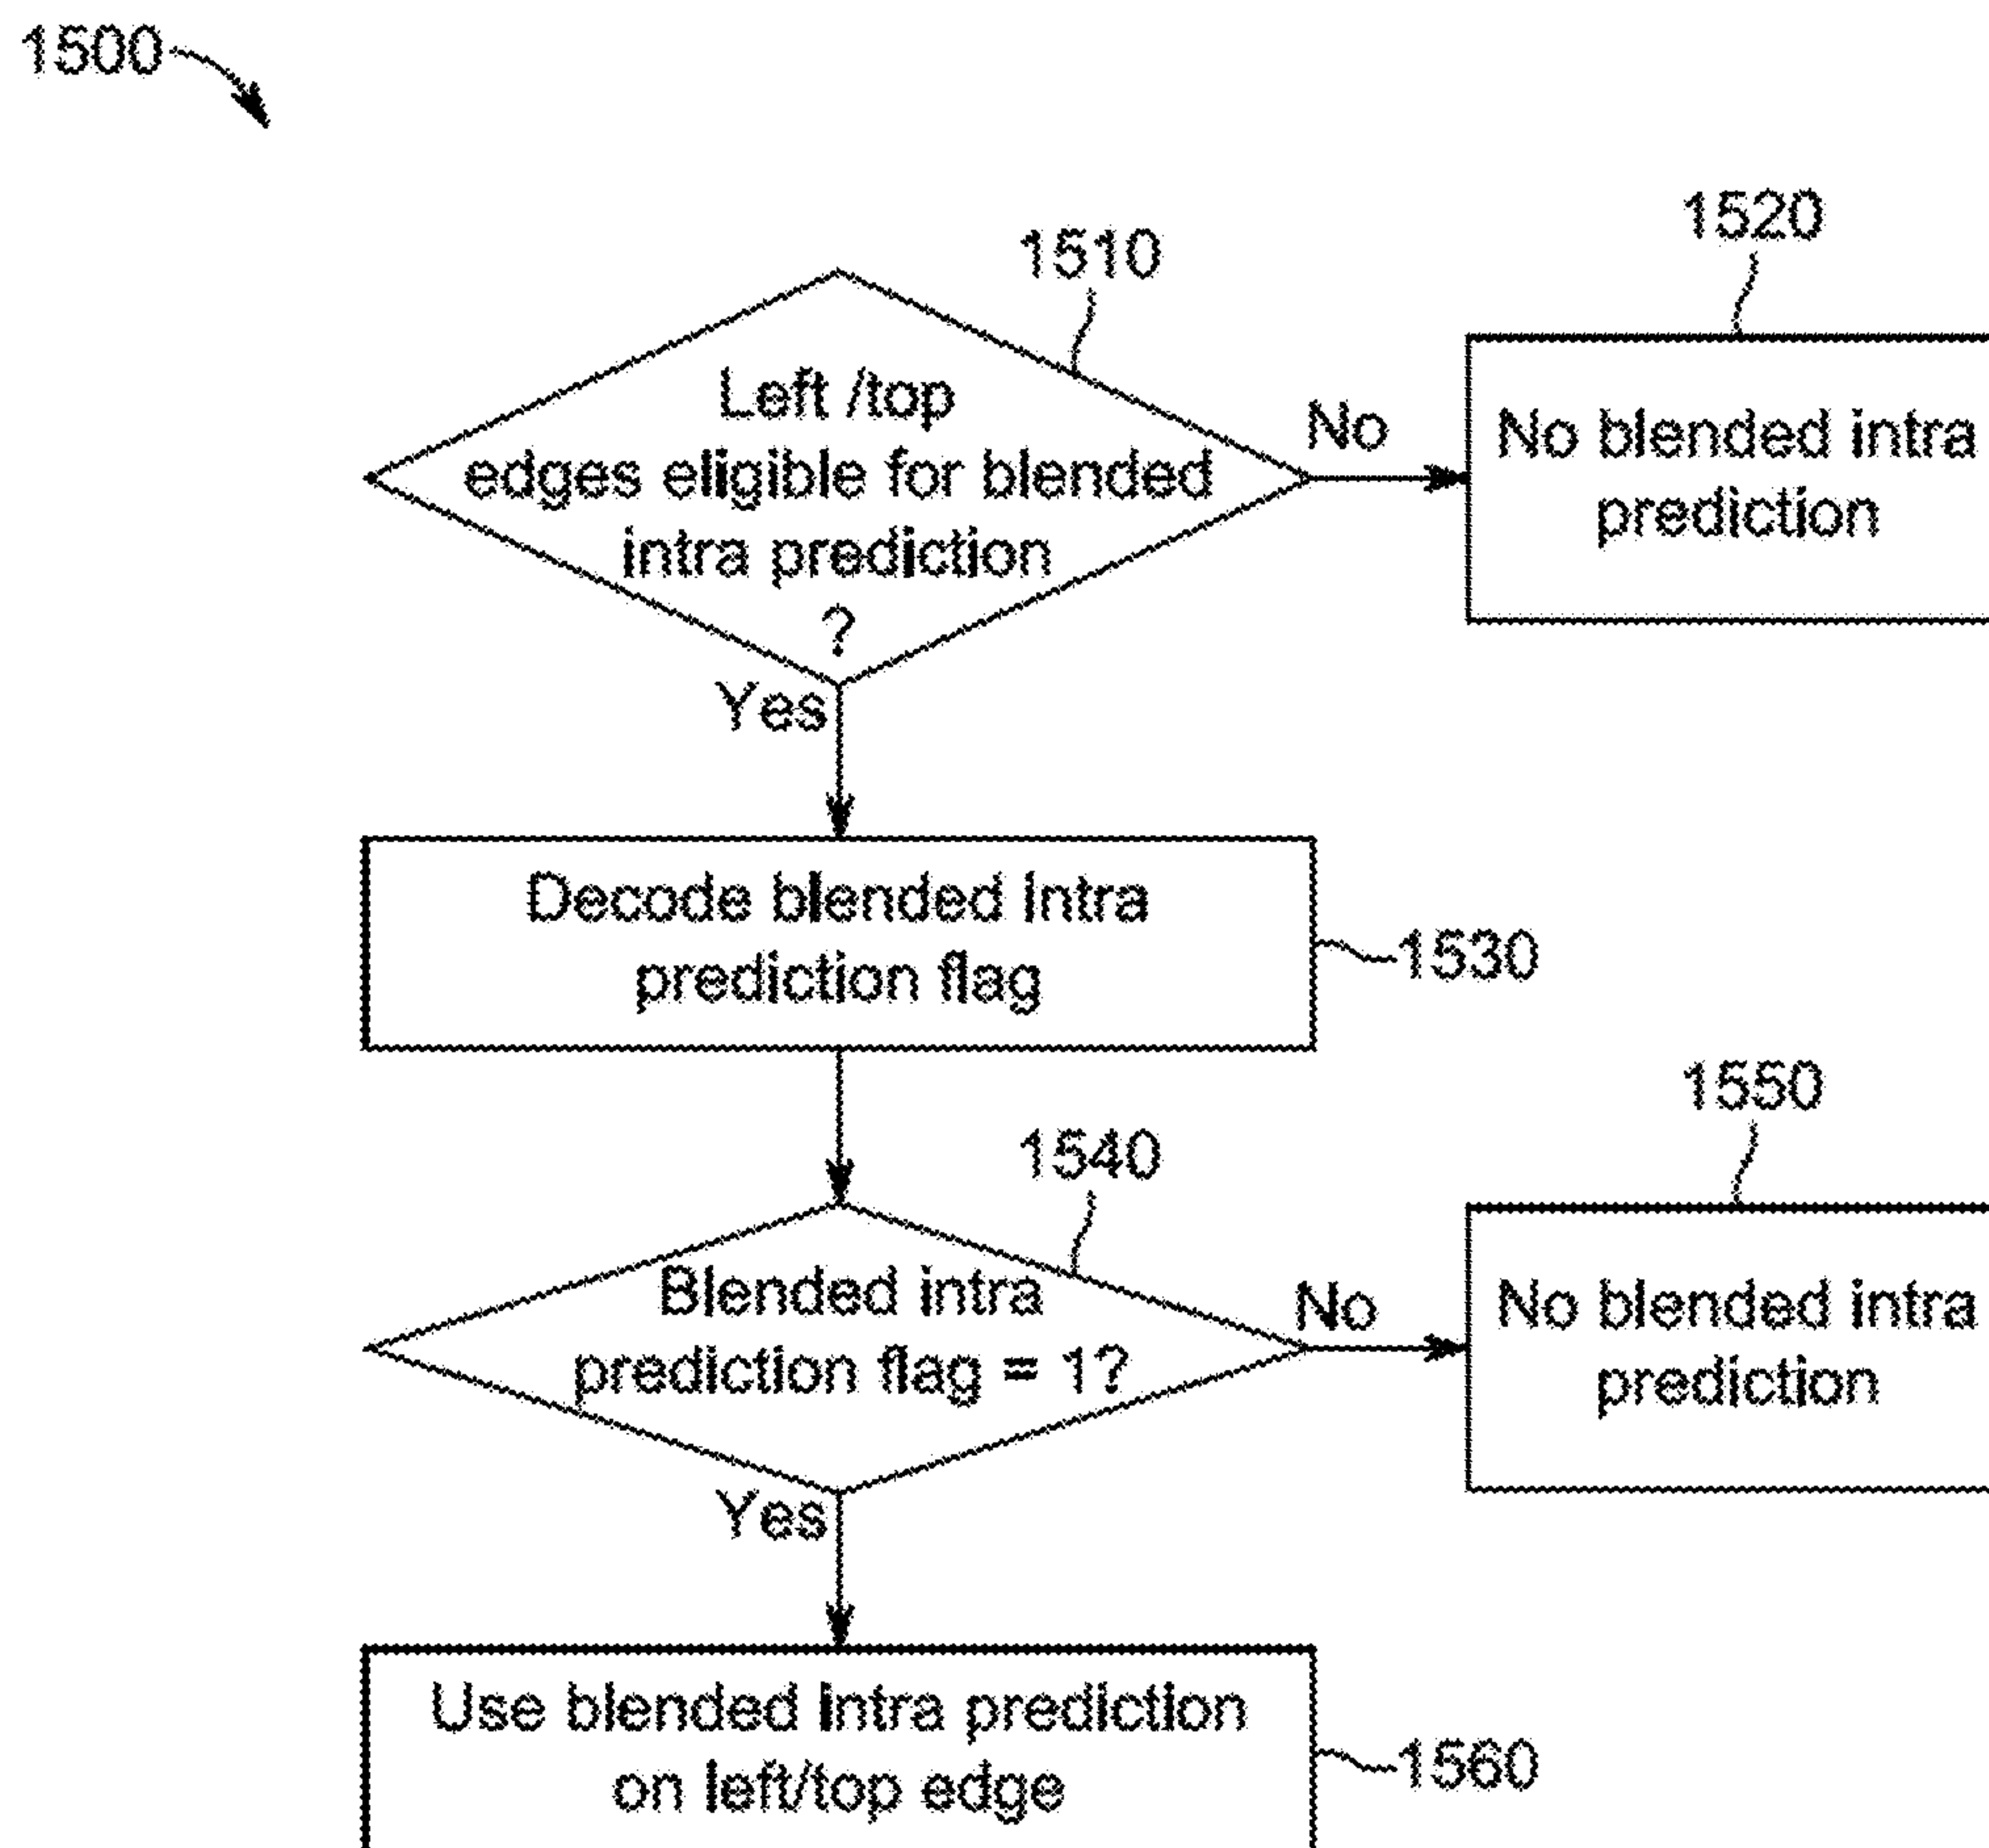 1500
1510
Left /top
edges eligible for blended
intra prediction
?
No
1520
No blended intra
prediction
Yes
Decode blended Intra
prediction flag
1530
1540
Blended intra
prediction flag = 1?
No
1550
No blended intra
prediction
Yes
Use blended Intra prediction
on left/top edge
1560